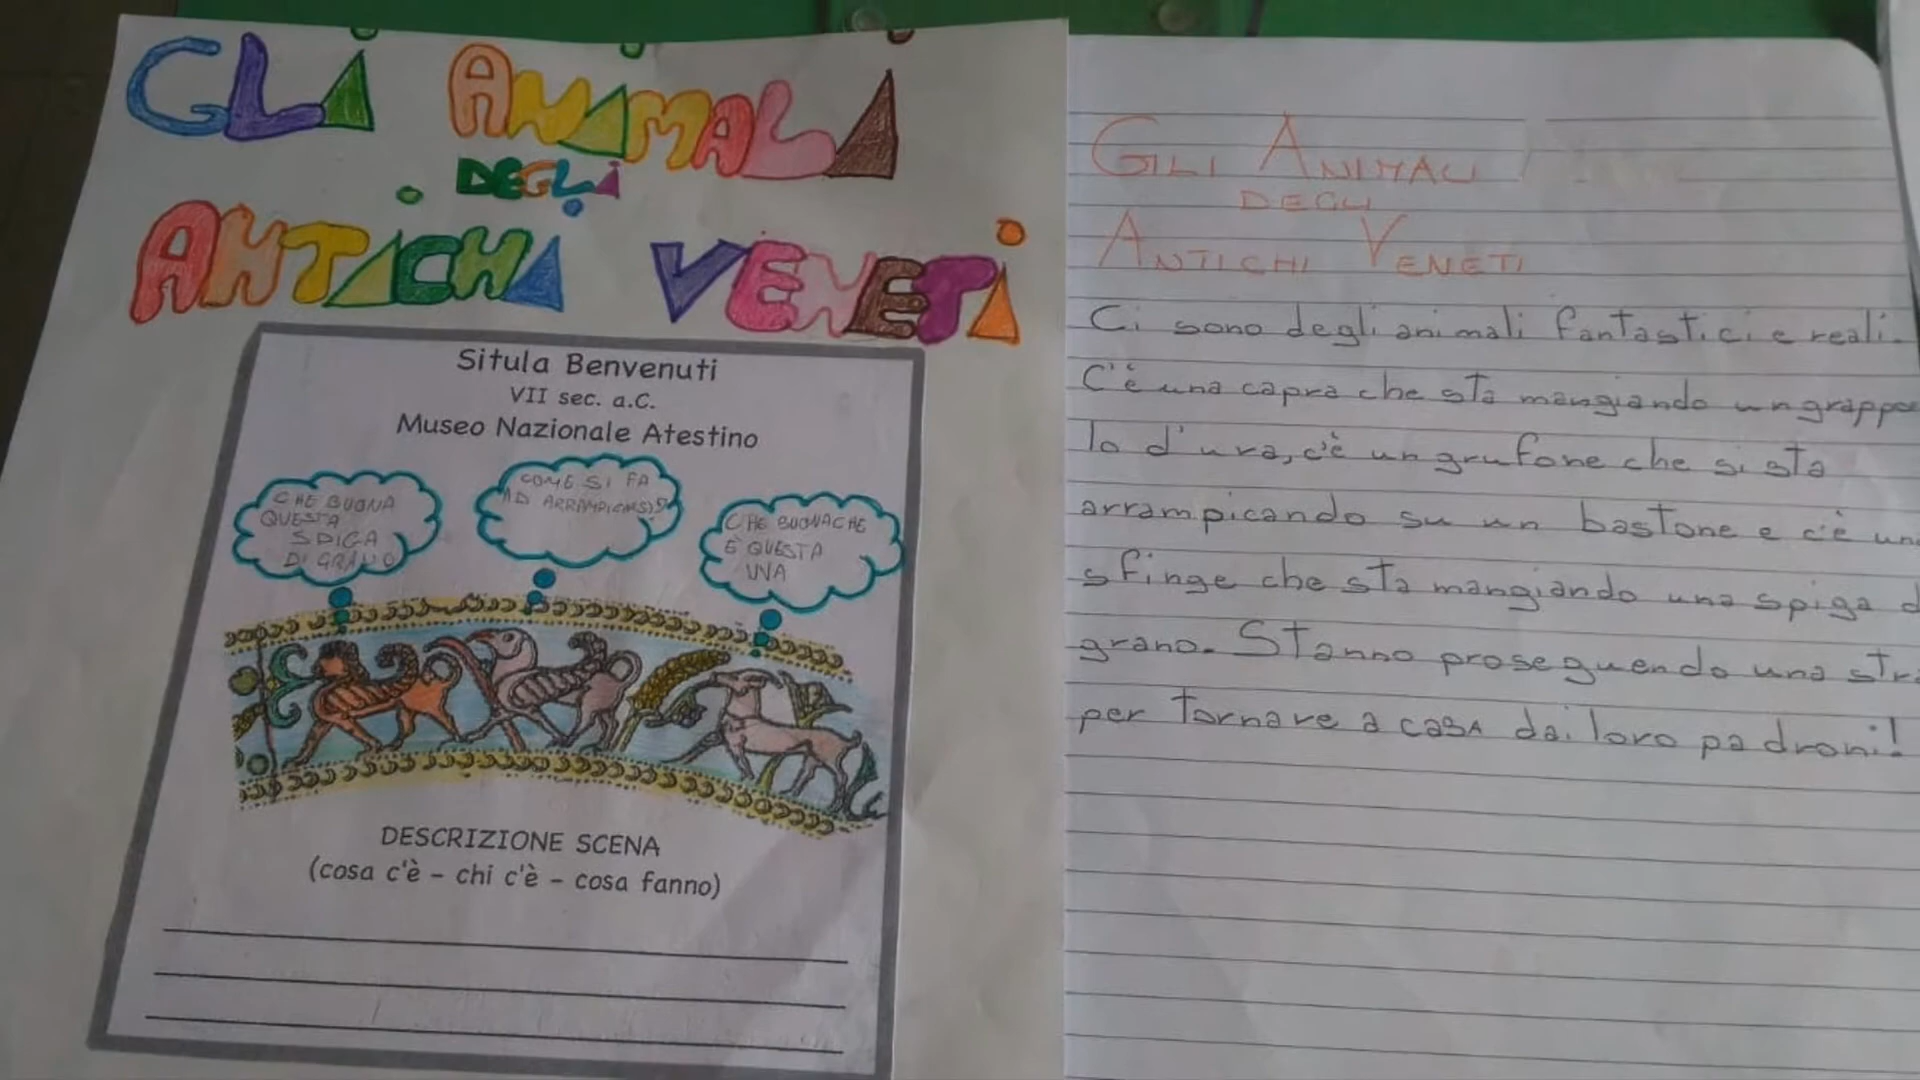 GLI ANIMALI
DEGLI
ANTICHI VENETI
Situla Benvenuti
VII sec. a.C.
Museo Nazionale Atestino
CHE BUONA
QUESTA
SPIGA
DI GRANO
COME SI FA
AD ARRAMPICARSI?
CHE BUONA CHE
È QUESTA
UVA
DESCRIZIONE SCENA
(cosa c'è - chi c'è - cosa fanno)
GLI ANIMALI
DEGLI
ANTICHI VENETI
Ci sono degli animali fantastici e reali.
C'è una capra che sta mangiando un grappo
lo d'uva, c'è un grufone che si sta
arrampicando su un bastone e c'è un
sfinge che sta mangiando una spiga d
grano. Stanno proseguendo una stra
per tornare a casa dai loro padroni!